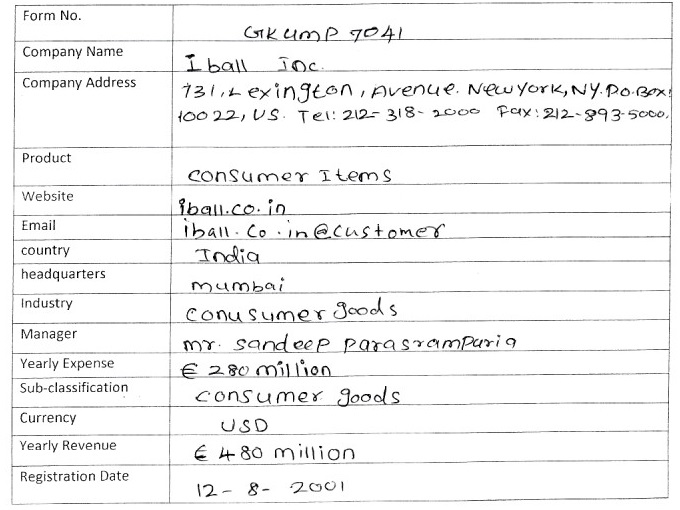 Form No.
GKUMP 7041
Company Name
Iball Inc.
Company Address
731, Lexington, Avenue. Newyork, NY. Po.Box:
10022, US. Tel: 212-318-2000 Fax: 212-893-5000.
Product
consumer Items
Website
iball.co.in
Email
iball.co.in@customer
country
India
headquarters
mumbai
Industry
conusumer goods
Manager
mr. sandeep parasrampuria
Yearly Expense
€ 280 million
Sub-classification
consumer goods
Currency
USD
Yearly Revenue
€ 480 million
Registration Date
12-8-2001